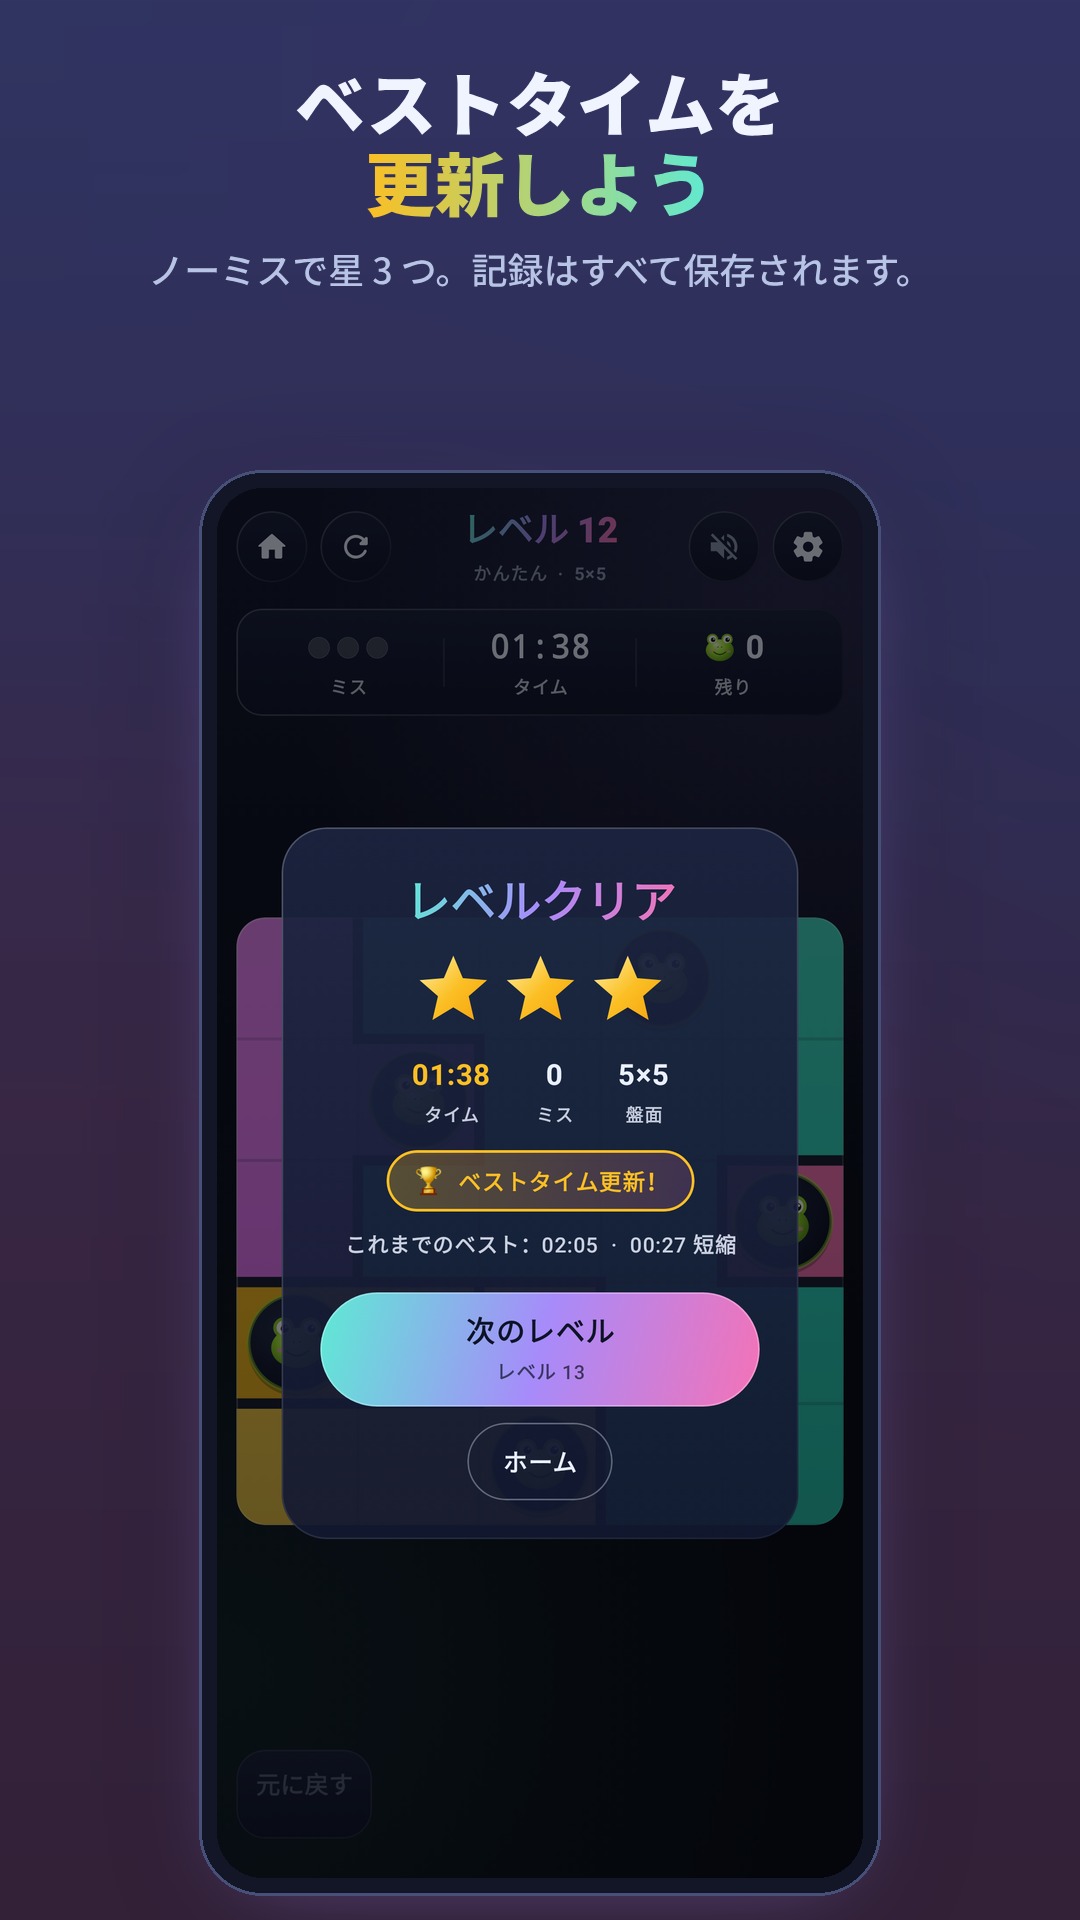 ベストタイムを
更新しよう
ノーミスで星 3 つ。記録はすべて保存されます。
レベル 12
かんたん · 5×5
01:38
0
ミス
タイム
残り
レベルクリア
01:38
0
5×5
タイム
ミス
盤面
ベストタイム更新!
これまでのベスト: 02:05 · 00:27 短縮
次のレベル
レベル 13
ホーム
元に戻す